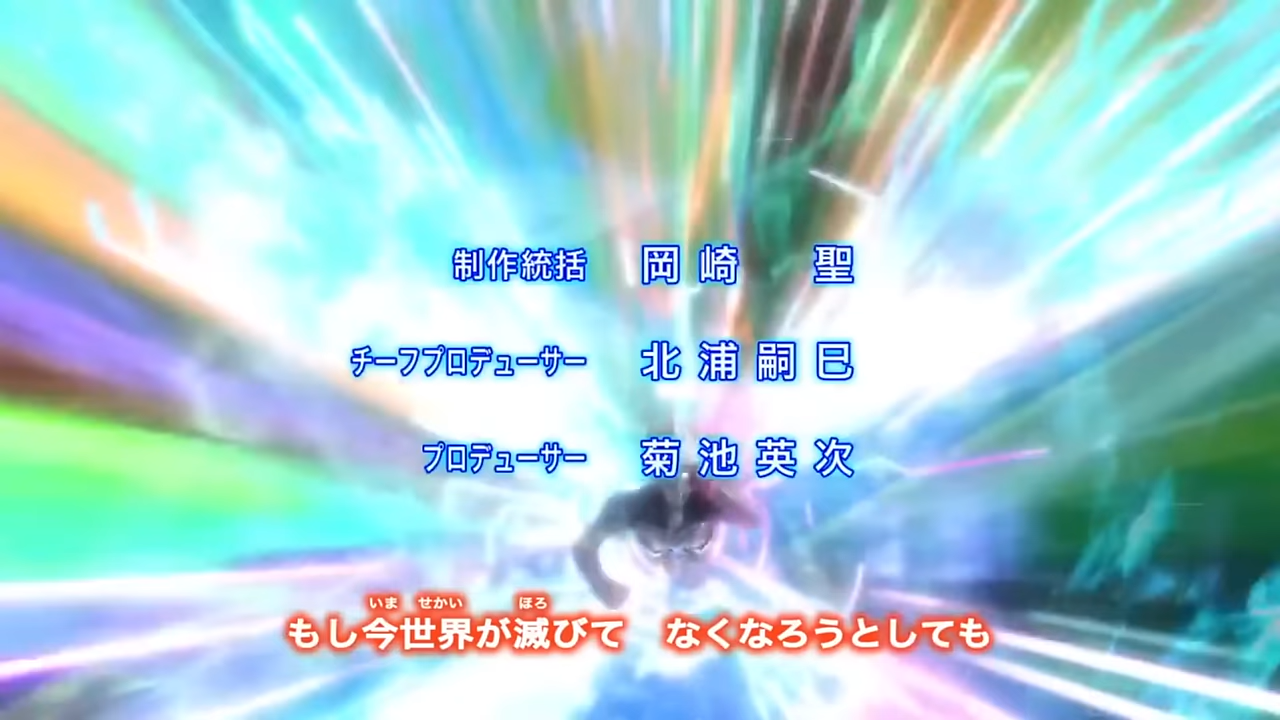 制作統括 岡崎 聖
チーフプロデューサー 北浦嗣巳
プロデューサー 菊池英次
いま せかい ほろ
もし今世界が滅びて なくなろうとしても